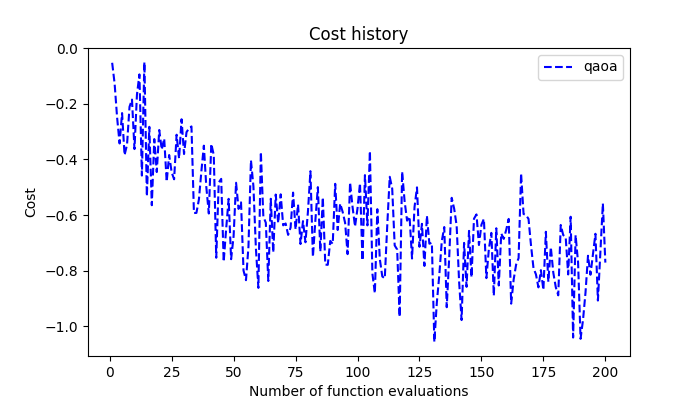 Cost history
qaoa
0.0
−0.2
−0.4
−0.6
−0.8
−1.0
Cost
0 25 50 75 100 125 150 175 200
Number of function evaluations